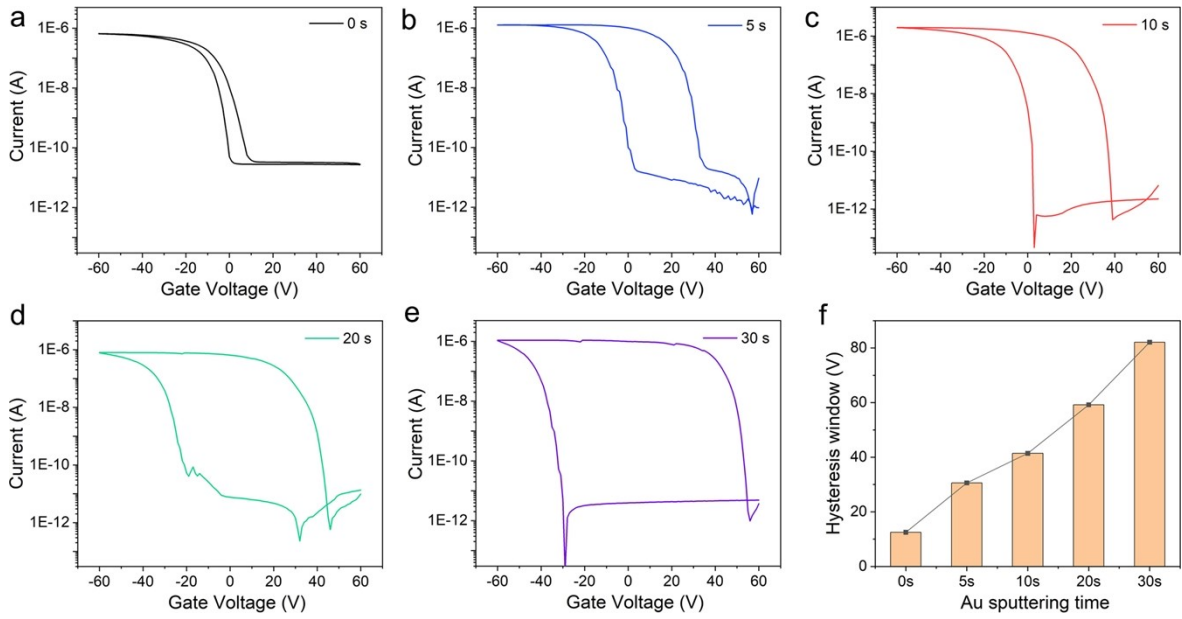 a
0 s
1E-6
1E-8
1E-10
1E-12
Current (A)
-60 -40 -20 0 20 40 60
Gate Voltage (V)
b
5 s
1E-6
1E-8
1E-10
1E-12
Current (A)
-60 -40 -20 0 20 40 60
Gate Voltage (V)
c
10 s
1E-6
1E-8
1E-10
1E-12
Current (A)
-60 -40 -20 0 20 40 60
Gate Voltage (V)
d
20 s
1E-6
1E-8
1E-10
1E-12
Current (A)
-60 -40 -20 0 20 40 60
Gate Voltage (V)
e
30 s
1E-6
1E-8
1E-10
1E-12
Current (A)
-60 -40 -20 0 20 40 60
Gate Voltage (V)
f
80
60
40
20
0
Hysteresis window (V)
0s 5s 10s 20s 30s
Au sputtering time